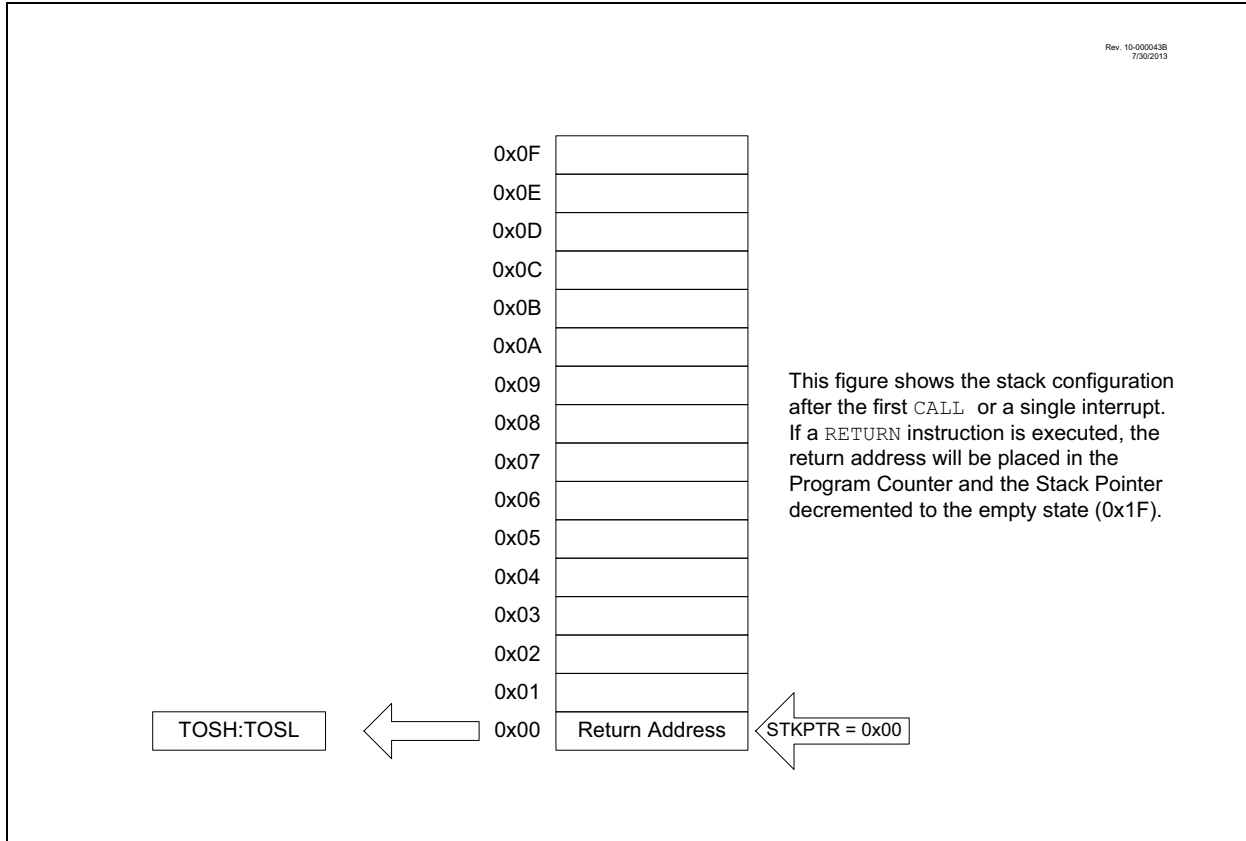 Rev. 10-000043B
7/30/2013
0x0F
0x0E
0x0D
0x0C
0x0B
0x0A
0x09
0x08
0x07
0x06
0x05
0x04
0x03
0x02
0x01
This figure shows the stack configuration
after the first CALL or a single interrupt.
If a RETURN instruction is executed, the
return address will be placed in the
Program Counter and the Stack Pointer
decremented to the empty state (0x1F).
TOSH:TOSL
0x00
Return Address
STKPTR = 0x00